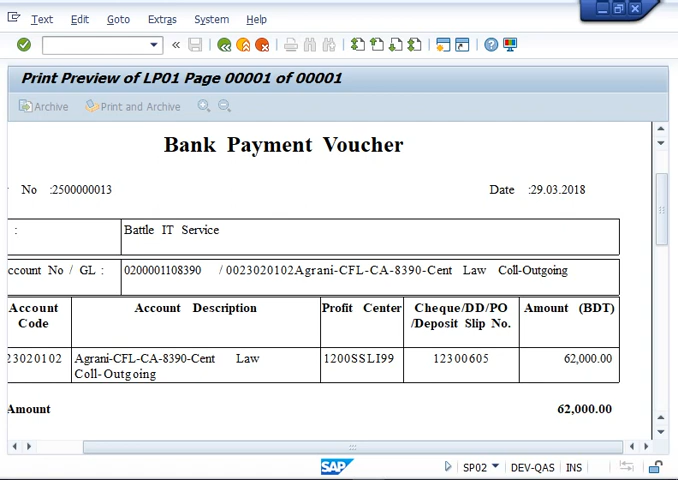 Text Edit Goto Extras System Help
Print Preview of LP01 Page 00001 of 00001
Archive Print and Archive
Bank Payment Voucher
No :2500000013 Date :29.03.2018
: Battle IT Service
ccount No / GL : 0200001108390 / 0023020102Agrani-CFL-CA-8390-Cent Law Coll-Outgoing
Account Account Description Profit Center Cheque/DD/PO Amount (BDT)
Code /Deposit Slip No.
23020102 Agrani-CFL-CA-8390-Cent Law 1200SSLI99 12300605 62,000.00
Coll-Outgoing
Amount 62,000.00
SAP SP02 DEV-QAS INS